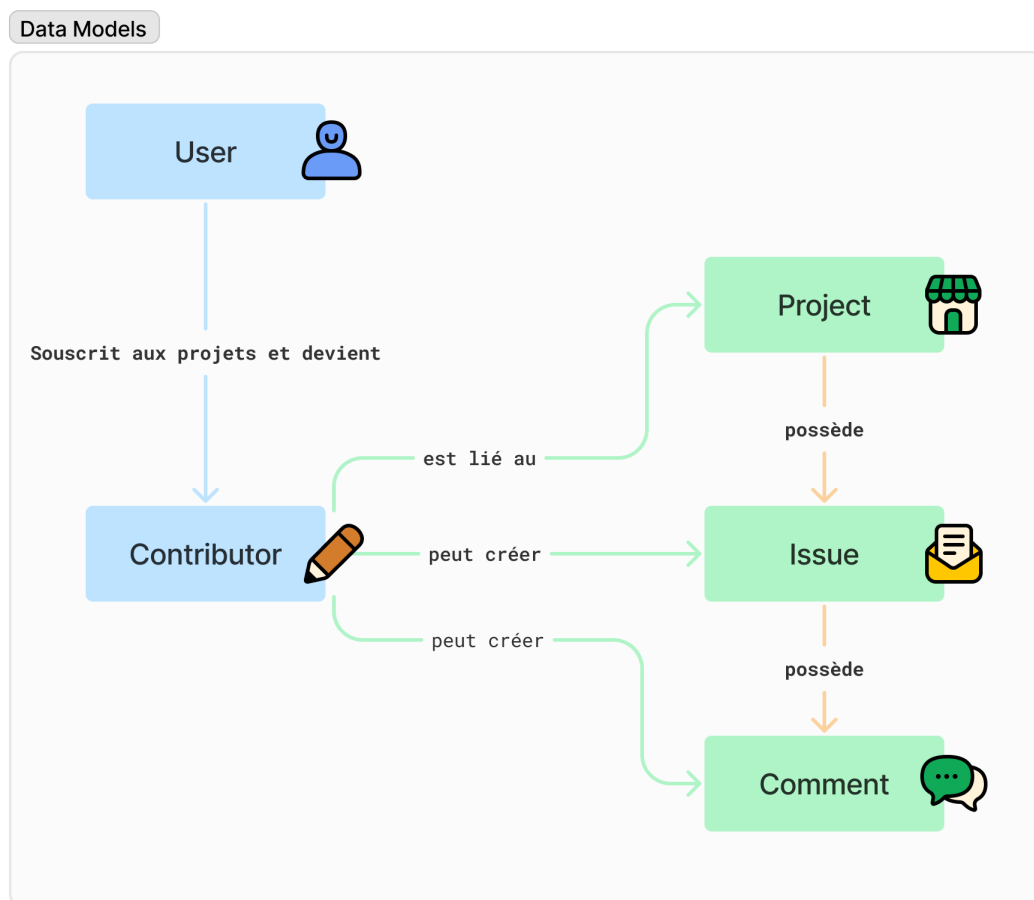 Data Models
User
Souscrit aux projets et devient
Project
possède
est lié au
Contributor
peut créer
Issue
peut créer
possède
Comment